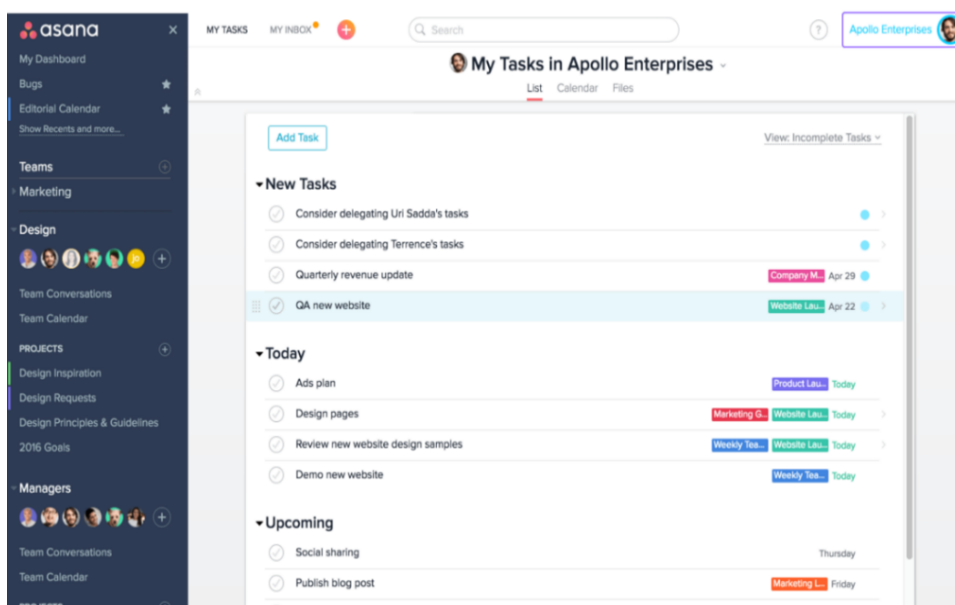 asana
My Dashboard
Bugs
Editorial Calendar
Show Recents and more...
Teams
Marketing
Design
Team Conversations
Team Calendar
PROJECTS
Design Inspiration
Design Requests
Design Principles & Guidelines
2016 Goals
Managers
Team Conversations
Team Calendar
PROJECTS
MY TASKS MY INBOX Search ? Apollo Enterprises
My Tasks in Apollo Enterprises
List Calendar Files
Add Task View: Incomplete Tasks
New Tasks
Consider delegating Uri Sadda's tasks
Consider delegating Terrence's tasks
Quarterly revenue update Company M... Apr 29
QA new website Website Lau... Apr 22
Today
Ads plan Product Lau... Today
Design pages Marketing G... Website Lau... Today
Review new website design samples Weekly Tea... Website Lau... Today
Demo new website Weekly Tea... Today
Upcoming
Social sharing Thursday
Publish blog post Marketing L... Friday